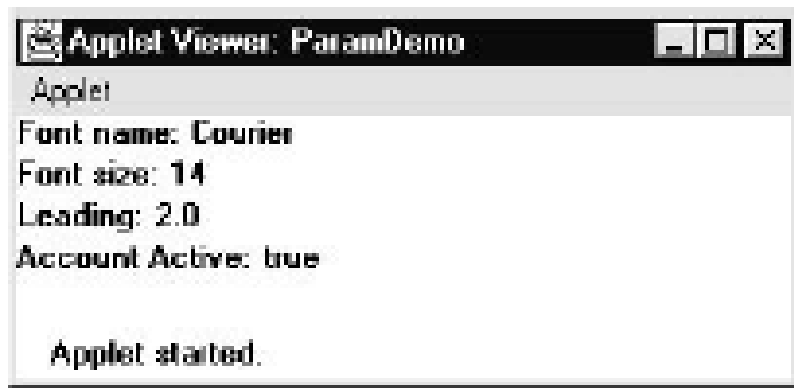 Applet Viewer: ParamDemo
Applet
Font name: Courier
Font size: 14
Leading: 2.0
Account Active: true
Applet started.